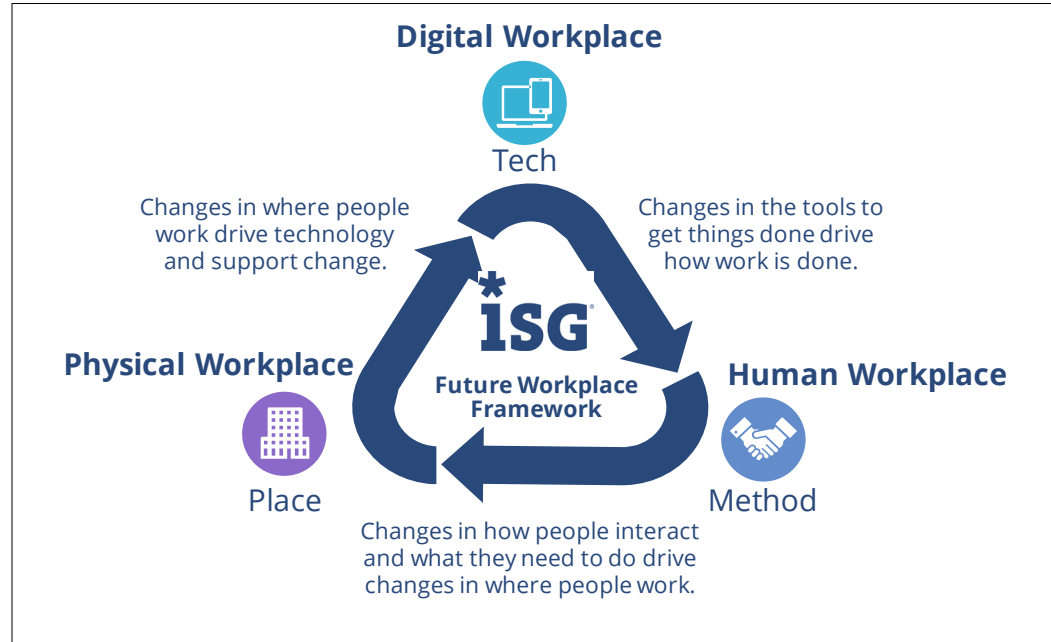 Digital Workplace
Tech
Changes in where people
work drive technology
and support change.
Changes in the tools to
get things done drive
how work is done.
*
iSG®
Future Workplace
Framework
Physical Workplace
Place
Human Workplace
Method
Changes in how people interact
and what they need to do drive
changes in where people work.